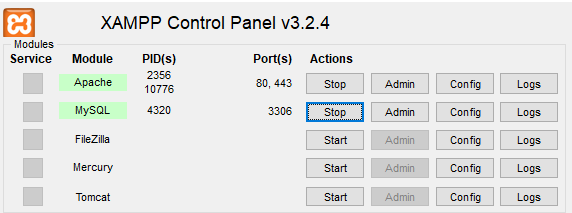 XAMPP Control Panel v3.2.4
Modules
Service Module PID(s) Port(s) Actions
Apache 2356 10776 80, 443 Stop Admin Config Logs
MySQL 4320 3306 Stop Admin Config Logs
FileZilla Start Admin Config Logs
Mercury Start Admin Config Logs
Tomcat Start Admin Config Logs